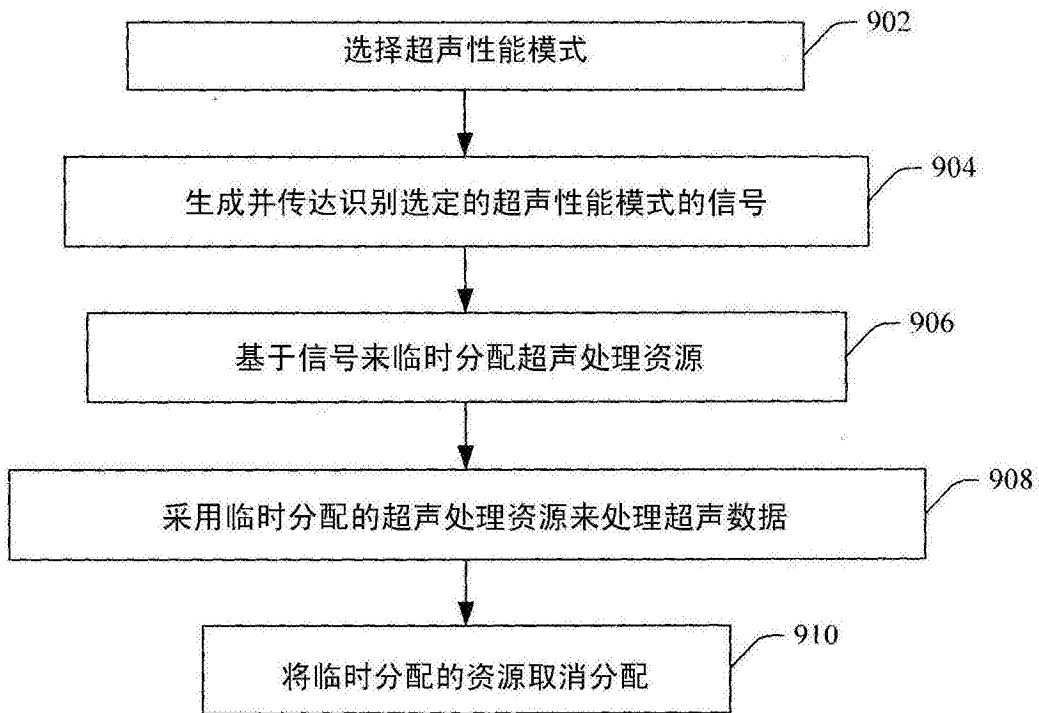 选择超声性能模式
902
生成并传达识别选定的超声性能模式的信号
904
基于信号来临时分配超声处理资源
906
采用临时分配的超声处理资源来处理超声数据
908
将临时分配的资源取消分配
910